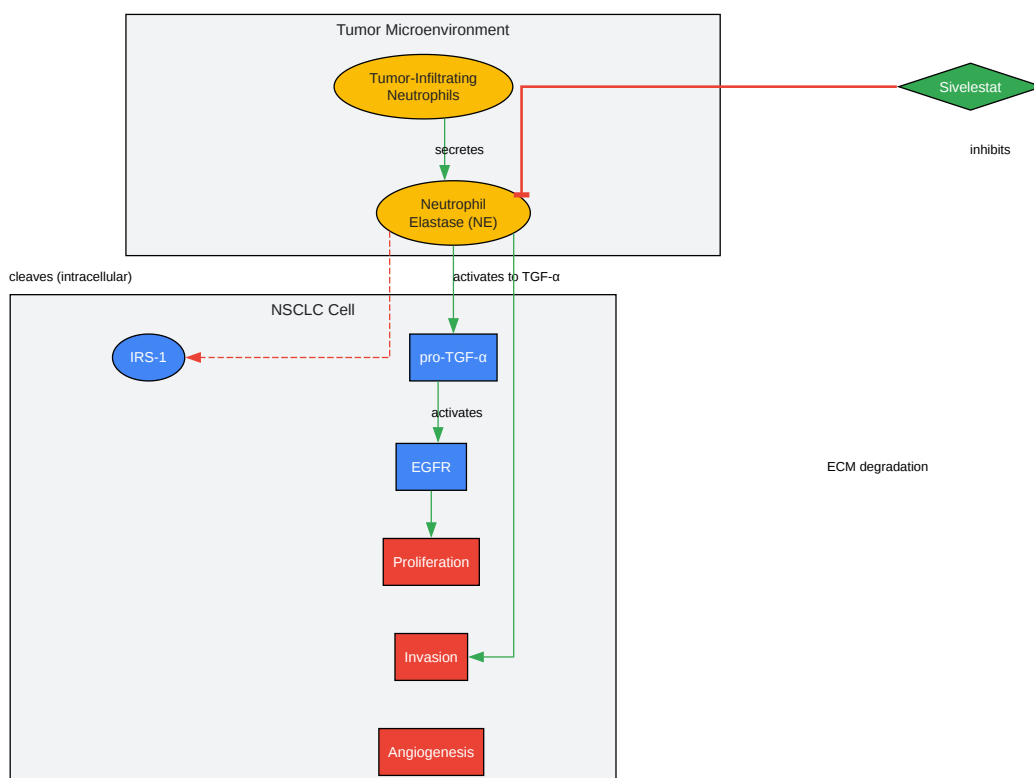 Tumor Microenvironment
Tumor-Infiltrating
Neutrophils
Sivelestat
secretes
inhibits
Neutrophil
Elastase (NE)
cleaves (intracellular)
activates to TGF-α
NSCLC Cell
IRS-1
pro-TGF-α
activates
EGFR
ECM degradation
Proliferation
Invasion
Angiogenesis